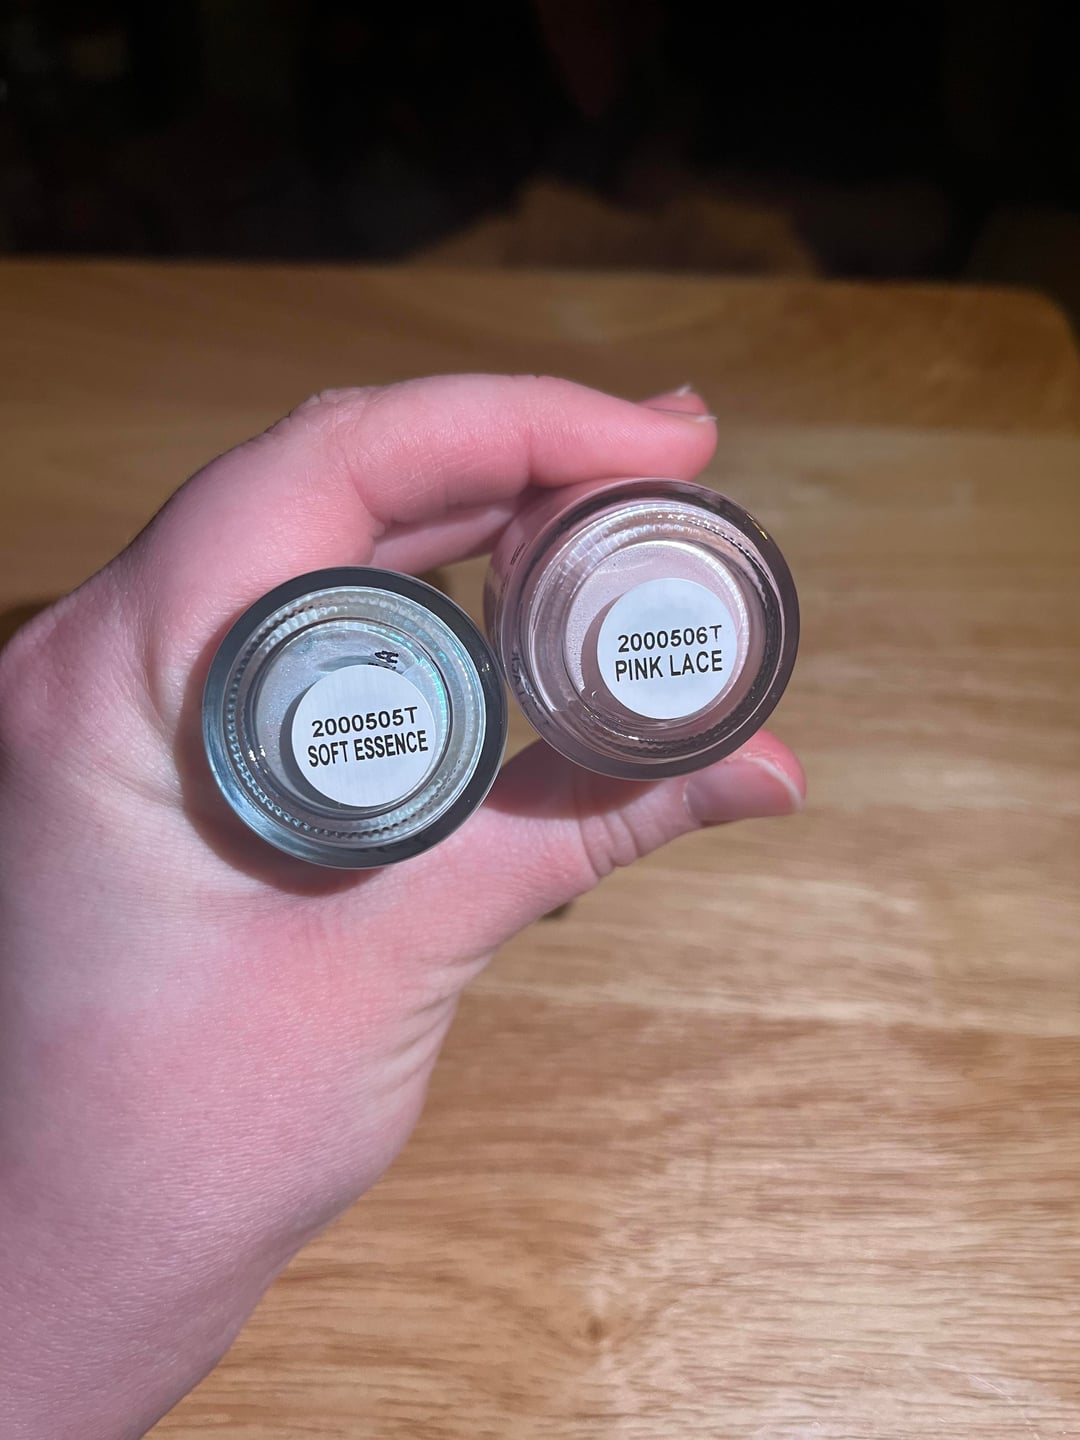 2000505T
SOFT ESSENCE
2000506T
PINK LACE